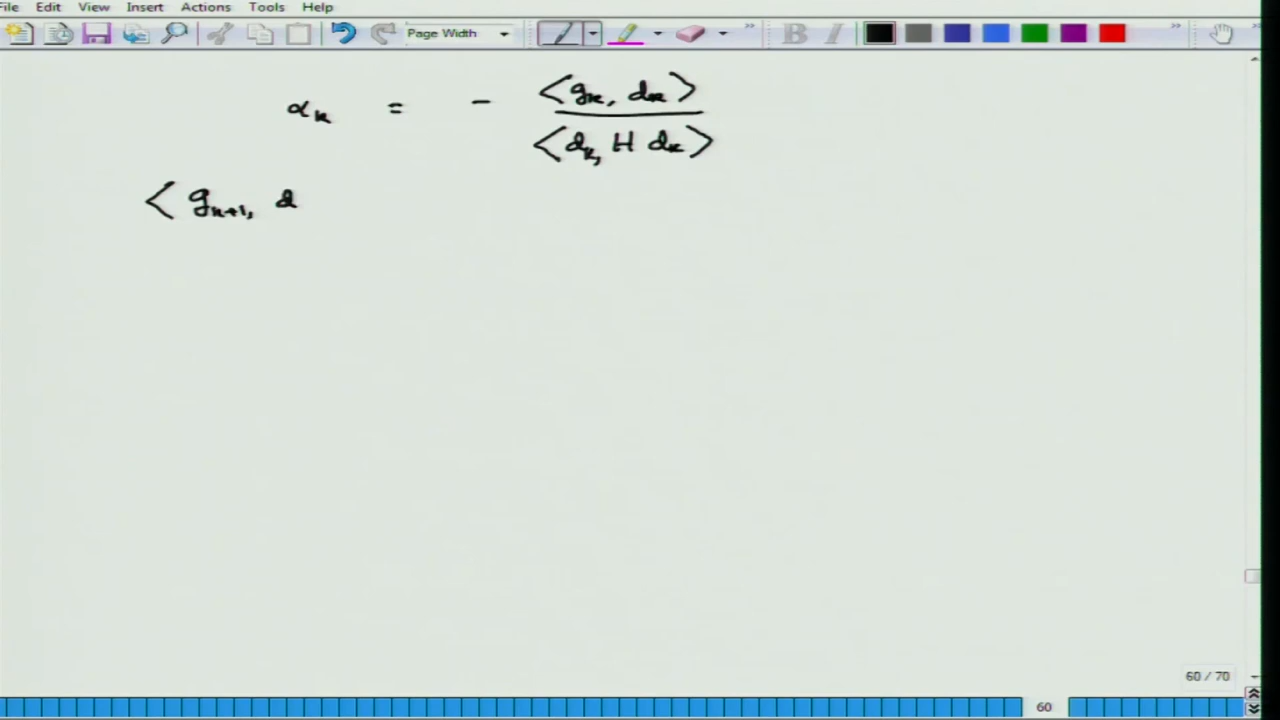 File Edit View Insert Actions Tools Help
Page Width B I
α_k = - <g_k, d_k> / <d_k, H d_k>
< g_{k+1}, d
60 / 70
60